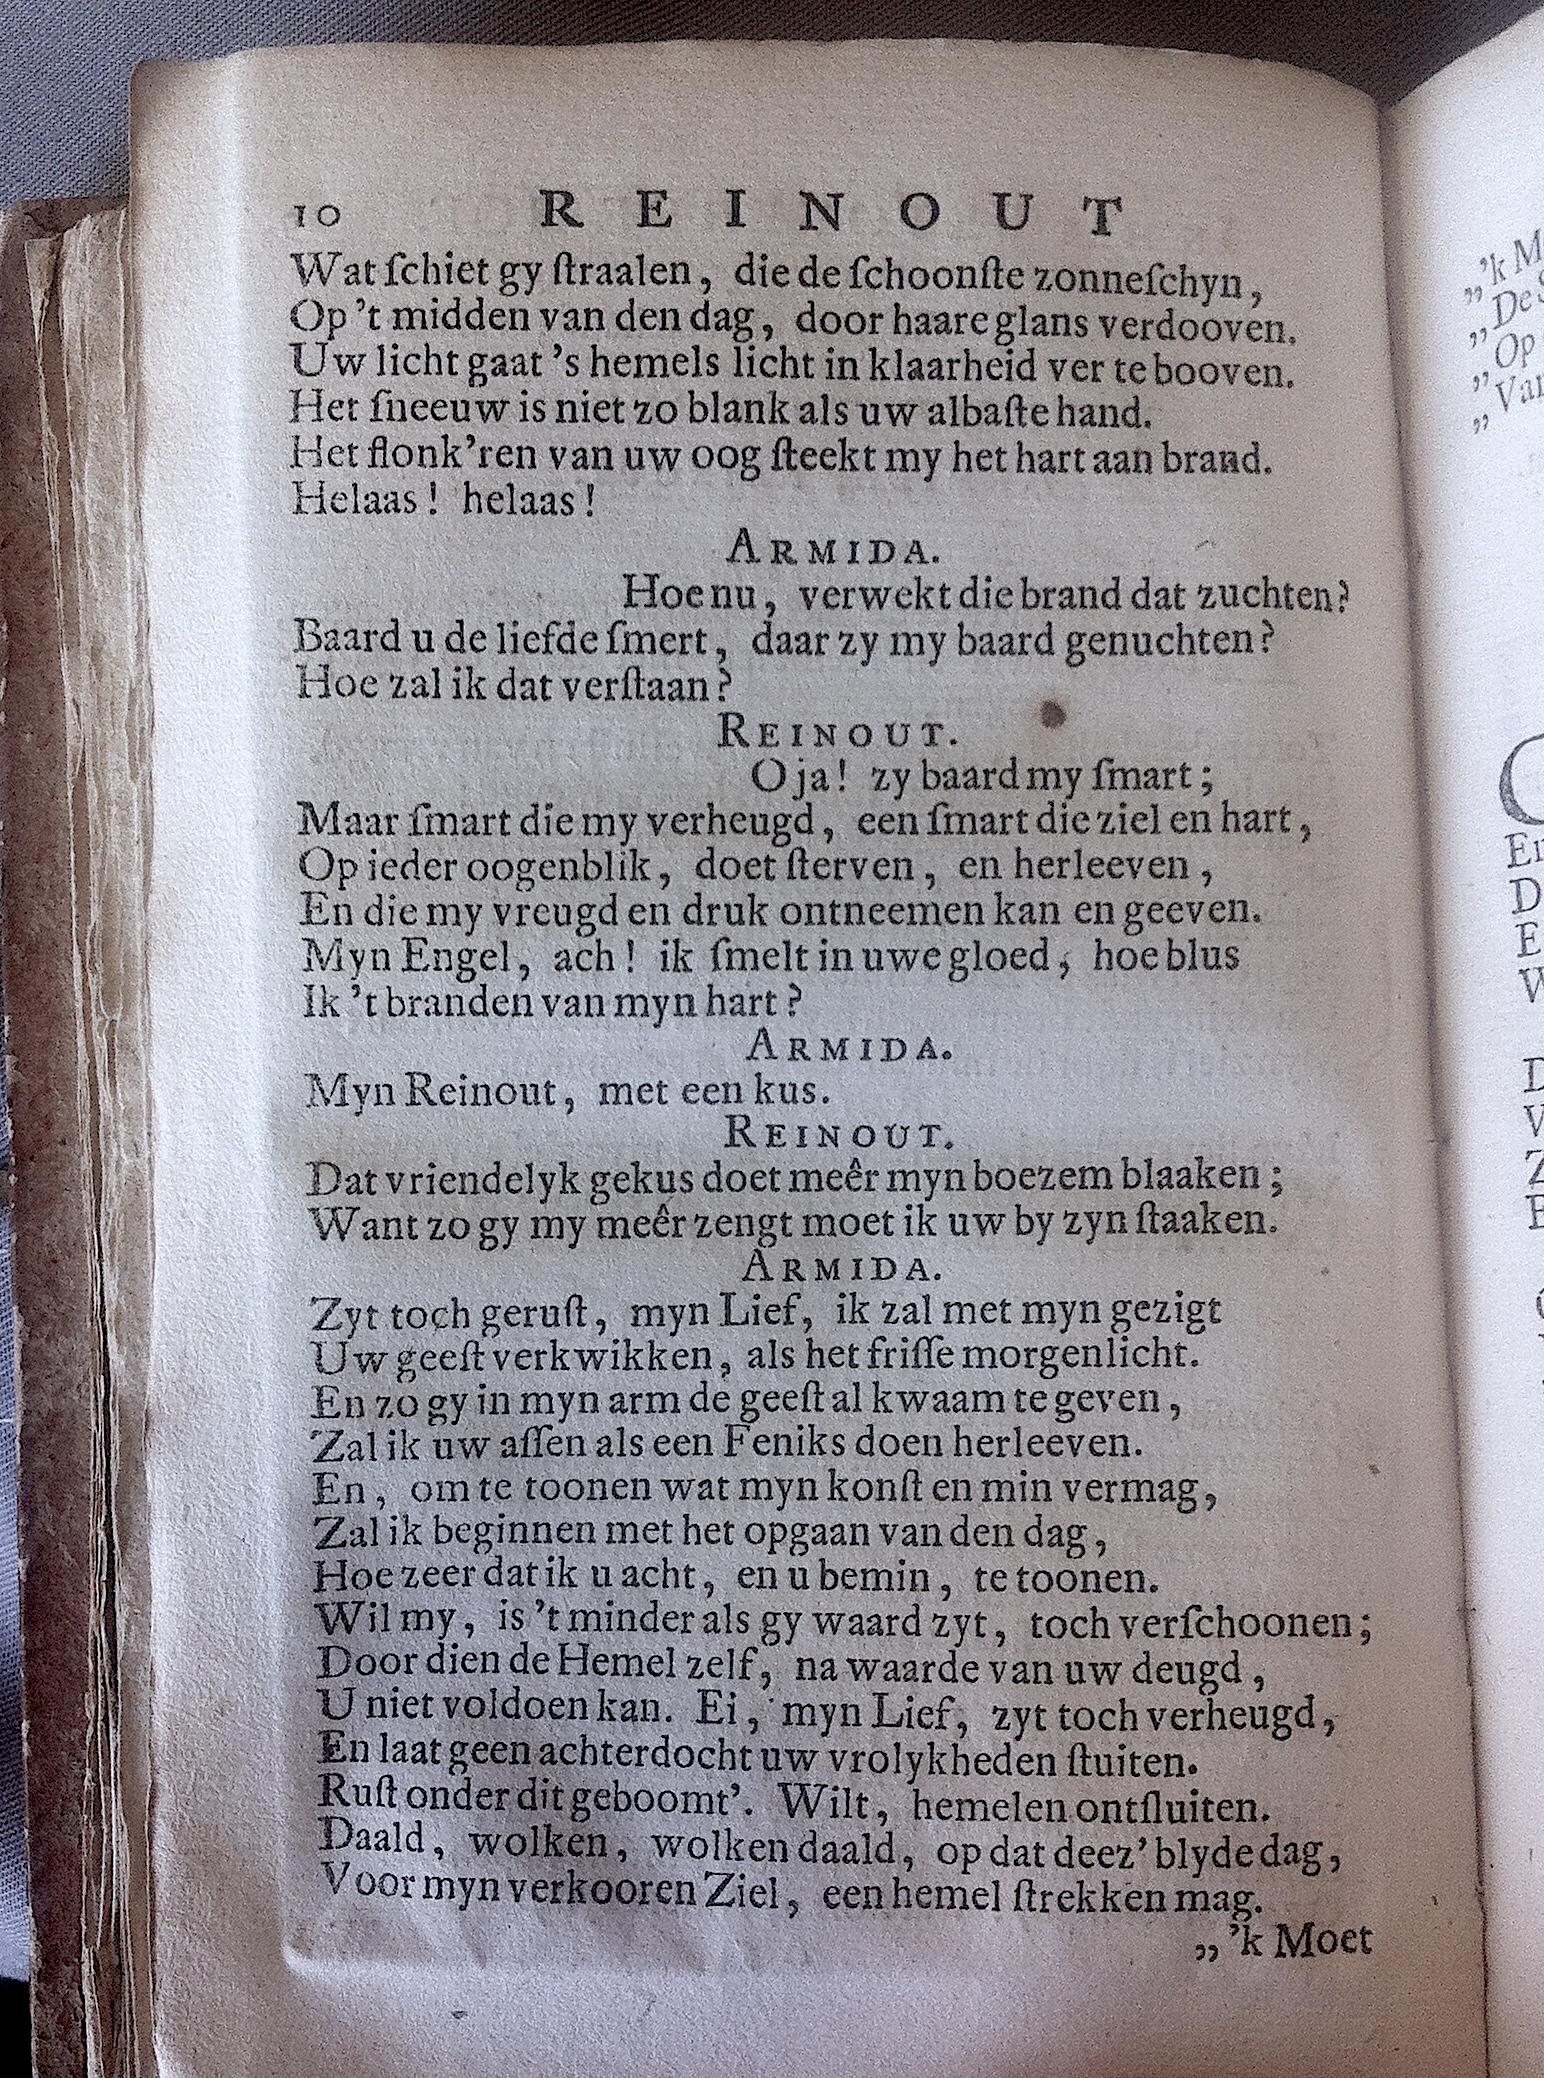 10 REINOUT
Wat ſchiet gy ſtraalen, die de ſchoonſte zonneſchyn,
Op 't midden van den dag, door haare glans verdooven.
Uw licht gaat 's hemels licht in klaarheid ver te booven.
Het ſneeuw is niet zo blank als uw albaſte hand.
Het flonk'ren van uw oog ſteekt my het hart aan brand.
Helaas! helaas!
ARMIDA.
Hoe nu, verwekt die brand dat zuchten?
Baard u de liefde ſmert, daar zy my baard genuchten?
Hoe zal ik dat verſtaan?
REINOUT.
O ja! zy baard my ſmart;
Maar ſmart die my verheugd, een ſmart die ziel en hart,
Op ieder oogenblik, doet ſterven, en herleeven,
En die my vreugd en druk ontneemen kan en geeven.
Myn Engel, ach! ik ſmelt in uwe gloed, hoe blus
Ik 't branden van myn hart?
ARMIDA.
Myn Reinout, met een kus.
REINOUT.
Dat vriendelyk gekus doet meêr myn boezem blaaken;
Want zo gy my meêr zengt moet ik uw by zyn ſtaaken.
ARMIDA.
Zyt toch geruſt, myn Lief, ik zal met myn gezigt
Uw geeſt verkwikken, als het friſſe morgenlicht.
En zo gy in myn arm de geeſt al kwaam te geven,
Zal ik uw aſſen als een Feniks doen herleeven.
En, om te toonen wat myn konſt en min vermag,
Zal ik beginnen met het opgaan van den dag,
Hoe zeer dat ik u acht, en u bemin, te toonen.
Wil my, is 't minder als gy waard zyt, toch verſchoonen;
Door dien de Hemel zelf, na waarde van uw deugd,
U niet voldoen kan. Ei, myn Lief, zyt toch verheugd,
En laat geen achterdocht uw vrolykheden ſtuiten.
Ruſt onder dit geboomt'. Wilt, hemelen ontſluiten.
Daald, wolken, wolken daald, op dat deez' blyde dag,
Voor myn verkooren Ziel, een hemel ſtrekken mag.
„ 'k Moet
„ 'k M
„ De
„ Op
„ Van